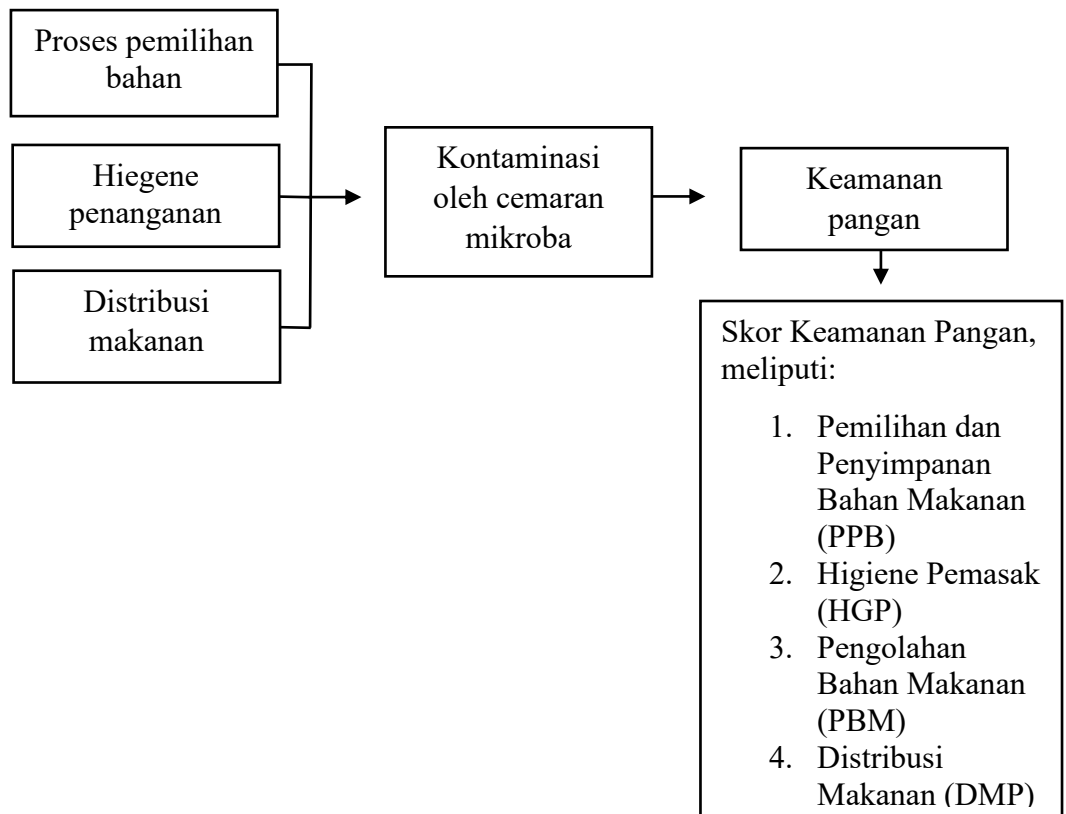 Proses pemilihan
bahan
Hiegene
penanganan
Distribusi
makanan
Kontaminasi
oleh cemaran
mikroba
Keamanan
pangan
Skor Keamanan Pangan,
meliputi:
1. Pemilihan dan
Penyimpanan
Bahan Makanan
(PPB)
2. Higiene Pemasak
(HGP)
3. Pengolahan
Bahan Makanan
(PBM)
4. Distribusi
Makanan (DMP)